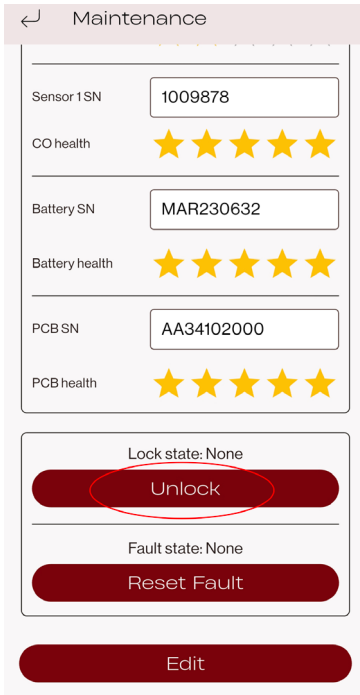 Maintenance
Sensor 1 SN
1009878
CO health
Battery SN
MAR230632
Battery health
PCB SN
AA34102000
PCB health
Lock state: None
Unlock
Fault state: None
Reset Fault
Edit